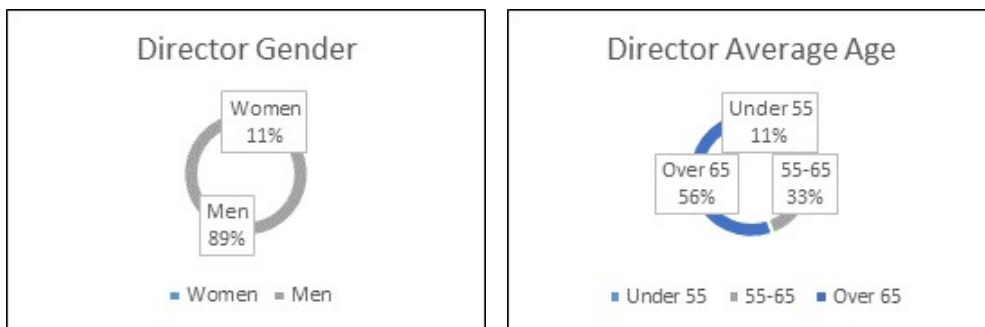 Director Gender
Women
11%
Men
89%
Women Men
Director Average Age
Under 55
11%
Over 65
56%
55-65
33%
Under 55 55-65 Over 65